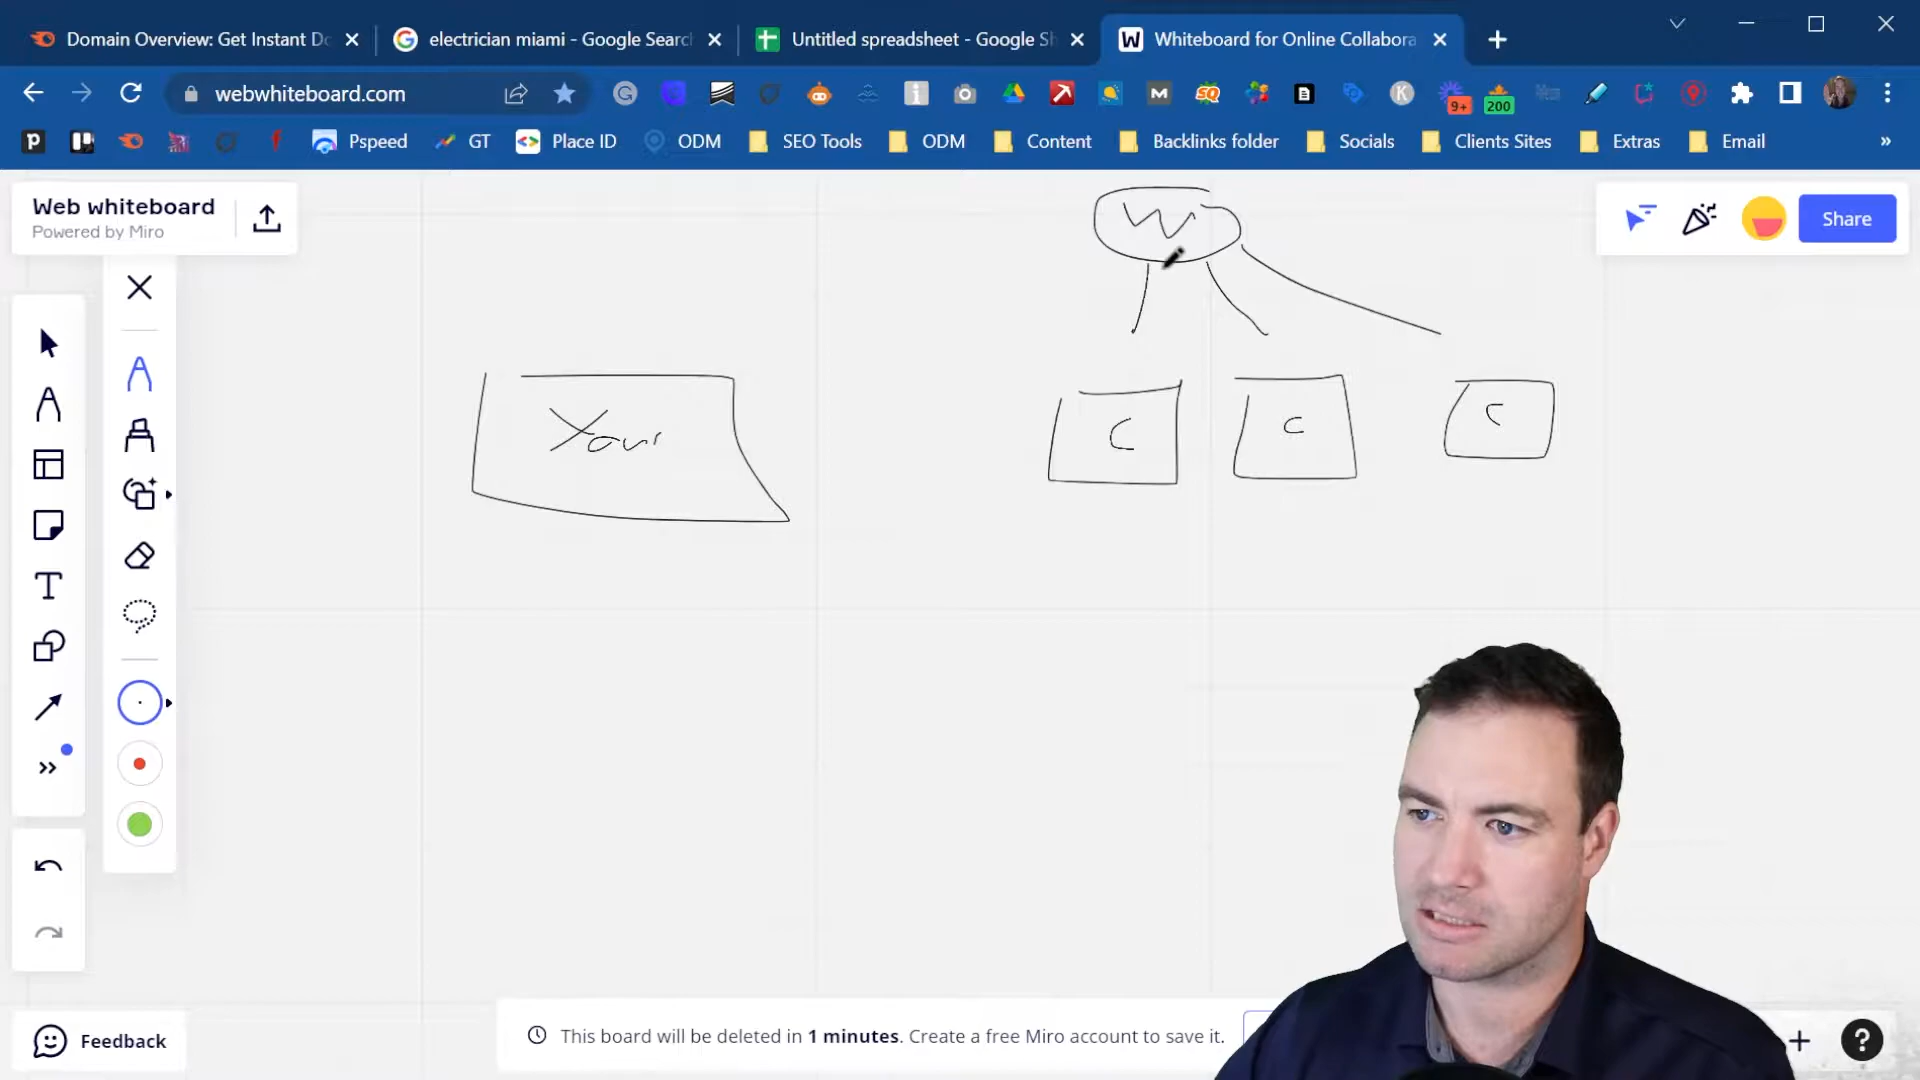 Domain Overview: Get Instant Do
electrician miami - Google Search
Untitled spreadsheet - Google Sh
Whiteboard for Online Collabora
webwhiteboard.com
9+
200
Pspeed
GT
Place ID
ODM
SEO Tools
ODM
Content
Backlinks folder
Socials
Clients Sites
Extras
Email
Web whiteboard
Powered by Miro
Share
W
Your
C
C
C
Feedback
This board will be deleted in 1 minutes. Create a free Miro account to save it.